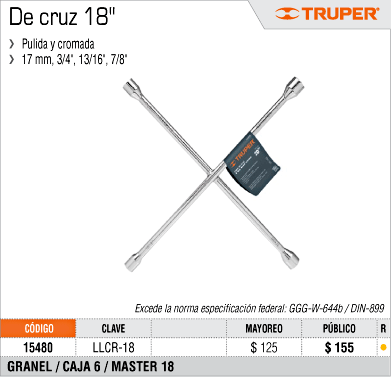 De cruz 18"
TRUPER®
❯ Pulida y cromada
❯ 17 mm, 3/4", 13/16", 7/8"
TRUPER
Excede la norma especificación federal: GGG-W-644b / DIN-899
CÓDIGO CLAVE MAYOREO PÚBLICO R
15480 LLCR-18 $ 125 $ 155 ●
GRANEL / CAJA 6 / MASTER 18